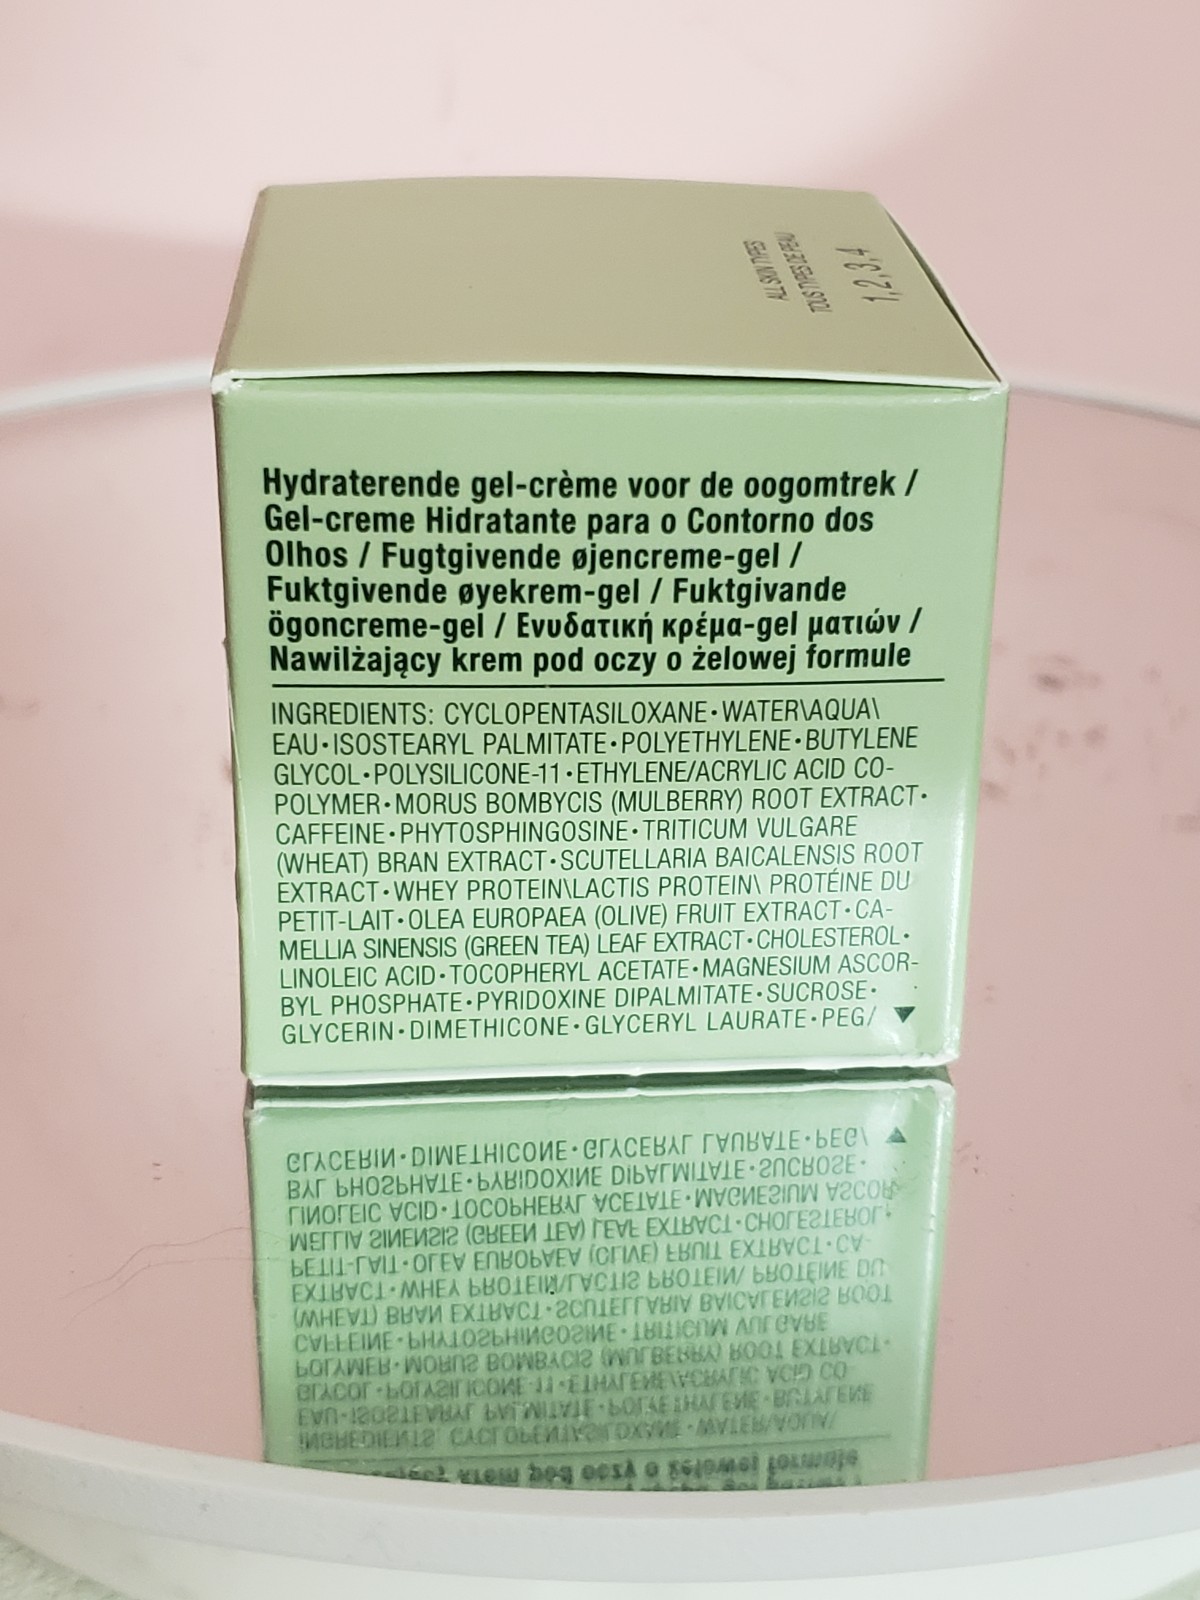 ALL SKIN TYPES
TOUS TYPES DE PEAU
1,2,3,4
Hydraterende gel-crème voor de oogomtrek /
Gel-creme Hidratante para o Contorno dos
Olhos / Fugtgivende øjencreme-gel /
Fuktgivende øyekrem-gel / Fuktgivande
ögoncreme-gel / Ενυδατική κρέμα-gel ματιών /
Nawilżający krem pod oczy o żelowej formule
INGREDIENTS: CYCLOPENTASILOXANE•WATER\AQUA\
EAU•ISOSTEARYL PALMITATE•POLYETHYLENE•BUTYLENE
GLYCOL•POLYSILICONE-11•ETHYLENE/ACRYLIC ACID CO-
POLYMER•MORUS BOMBYCIS (MULBERRY) ROOT EXTRACT•
CAFFEINE•PHYTOSPHINGOSINE•TRITICUM VULGARE
(WHEAT) BRAN EXTRACT•SCUTELLARIA BAICALENSIS ROOT
EXTRACT•WHEY PROTEIN\LACTIS PROTEIN\ PROTÉINE DU
PETIT-LAIT•OLEA EUROPAEA (OLIVE) FRUIT EXTRACT•CA-
MELLIA SINENSIS (GREEN TEA) LEAF EXTRACT•CHOLESTEROL•
LINOLEIC ACID•TOCOPHERYL ACETATE•MAGNESIUM ASCOR-
BYL PHOSPHATE•PYRIDOXINE DIPALMITATE•SUCROSE•
GLYCERIN•DIMETHICONE•GLYCERYL LAURATE•PEG/